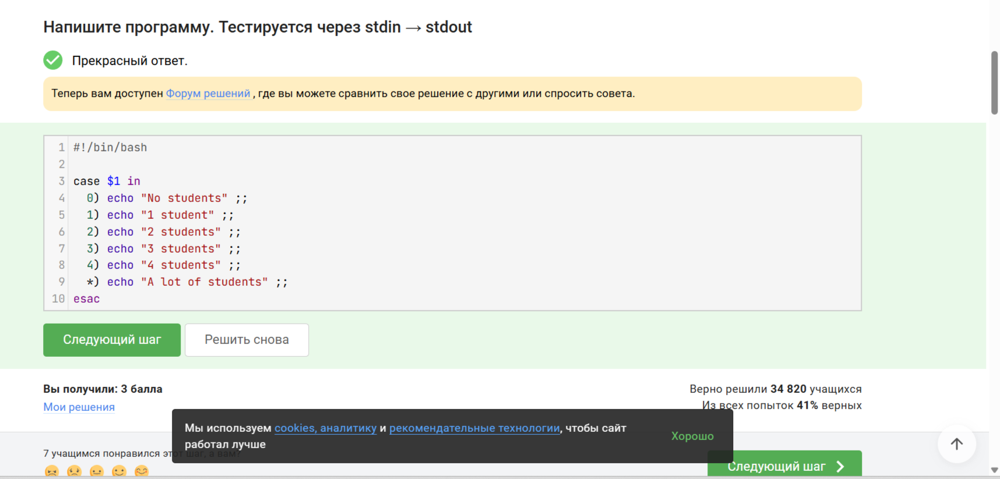 Напишите программу. Тестируется через stdin → stdout
Прекрасный ответ.
Теперь вам доступен Форум решений , где вы можете сравнить свое решение с другими или спросить совета.
1 #!/bin/bash
2
3 case $1 in
4   0) echo "No students" ;;
5   1) echo "1 student" ;;
6   2) echo "2 students" ;;
7   3) echo "3 students" ;;
8   4) echo "4 students" ;;
9   *) echo "A lot of students" ;;
10 esac
Следующий шаг Решить снова
Вы получили: 3 балла
Мои решения
Верно решили 34 820 учащихся
Из всех попыток 41% верных
Мы используем cookies, аналитику и рекомендательные технологии, чтобы сайт
работал лучше
Хорошо
7 учащимся понравился этот шаг, а вам?
Следующий шаг